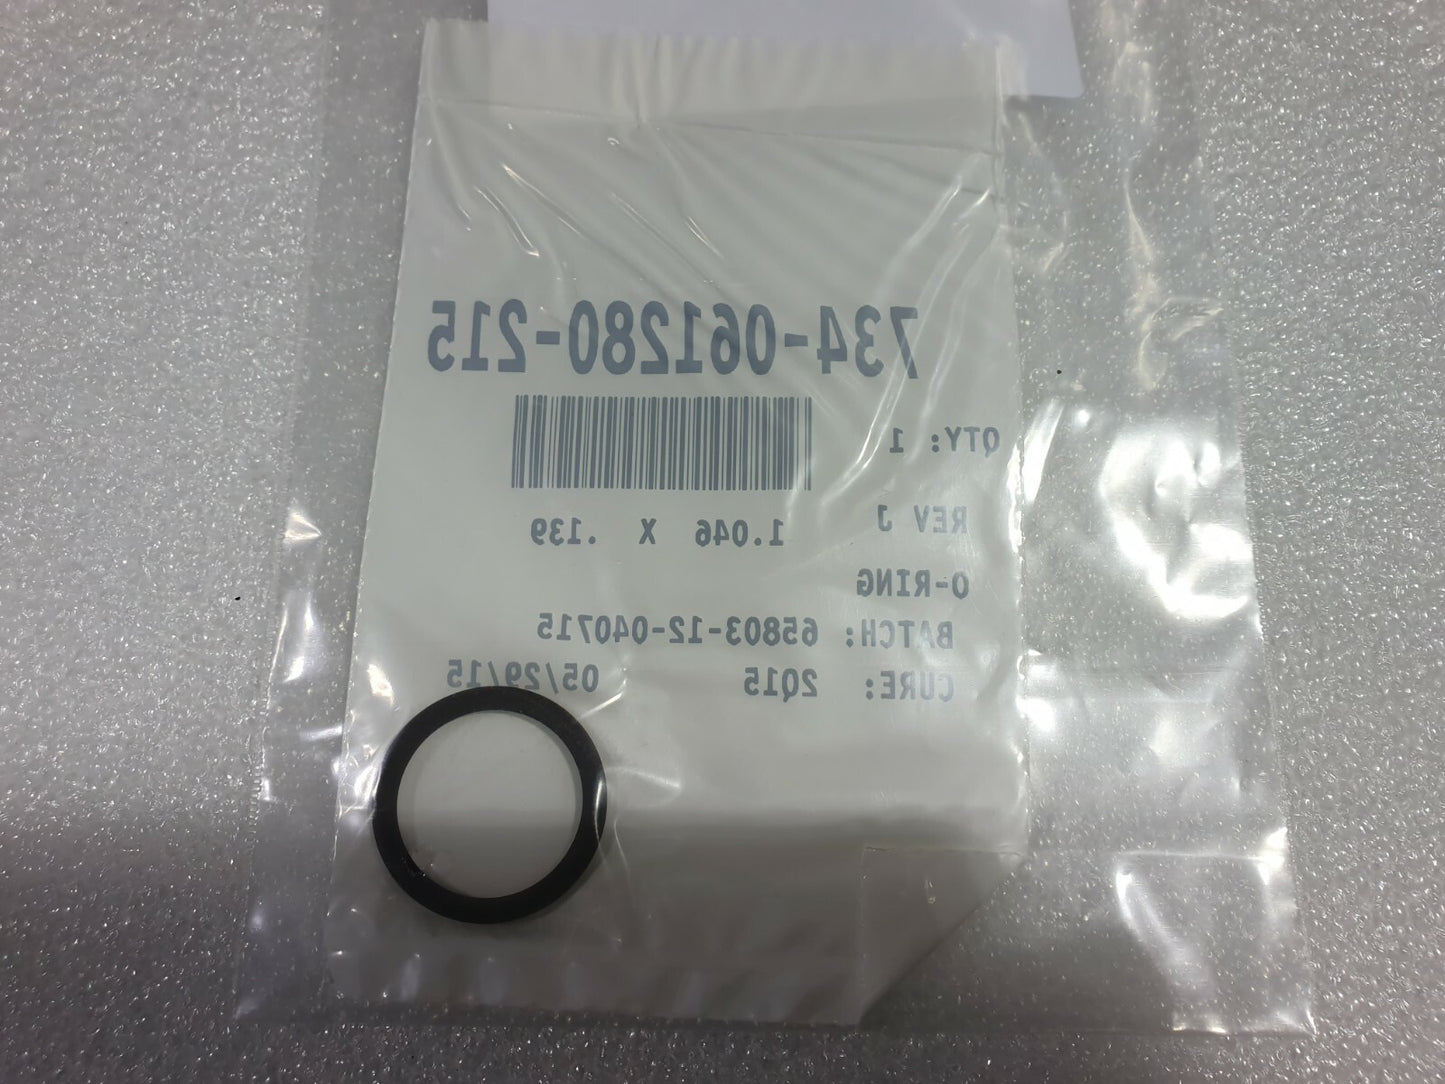 734-061280-215
QTY: 1
REV J 1.046 X .139
O-RING
BATCH: 65803-12-040715
CURE: 2Q15 05/29/15